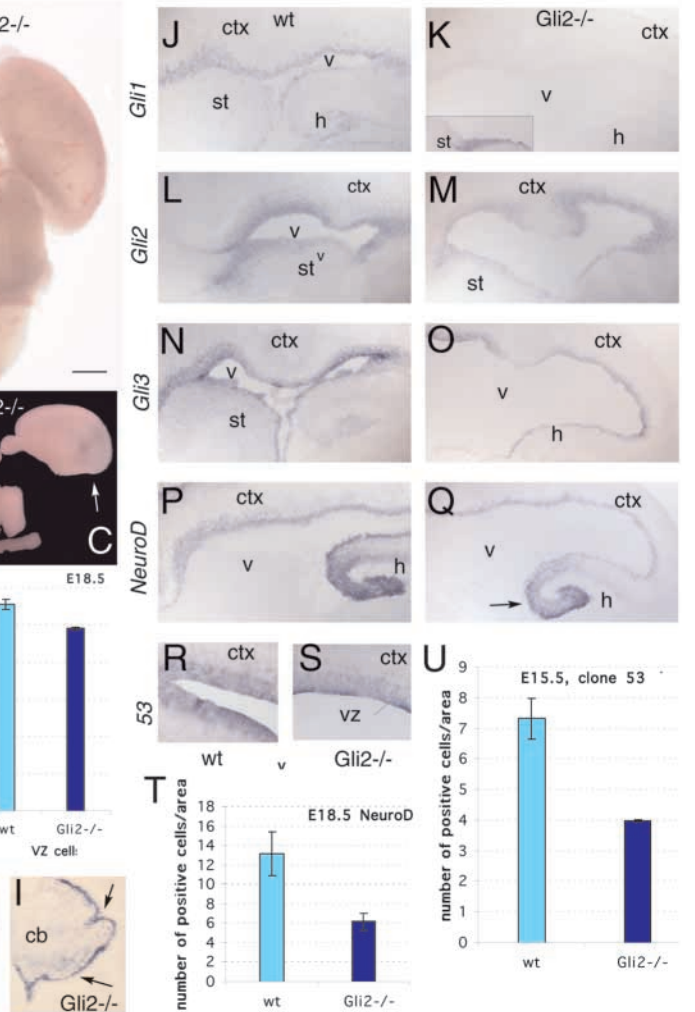 2-/-
2-/-
C
E18.5
wt Gli2-/-
VZ cell:
I
cb
Gli2-/-
wt Gli2-/-
Gli1
J
ctx
v
st
h
K
ctx
v
st
h
Gli2
L
ctx
v
st
v
M
ctx
st
Gli3
N
ctx
v
st
O
ctx
v
h
NeuroD
P
ctx
v
h
Q
ctx
v
h
53
R
ctx
S
ctx
VZ
wt v Gli2-/-
T
E18.5 NeuroD
number of positive cells/area
18
16
14
12
10
8
6
4
2
0
wt Gli2-/-
U
E15.5, clone 53
number of positive cells/area
9
8
7
6
5
4
3
2
1
0
wt Gli2-/-